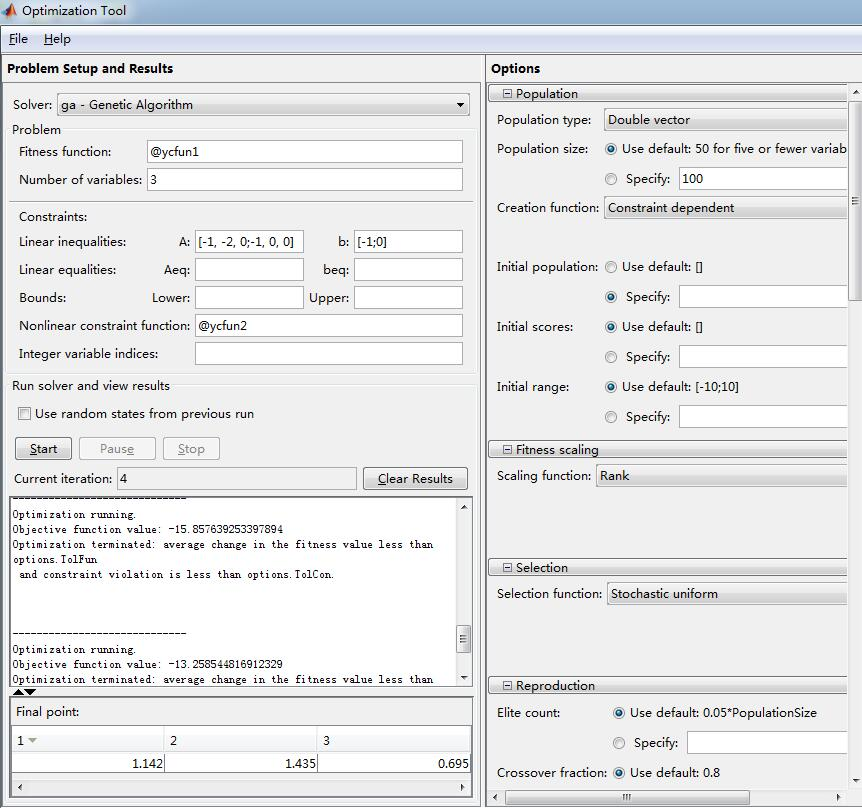 Optimization Tool
File Help
Problem Setup and Results
Solver: ga - Genetic Algorithm
Problem
Fitness function: @ycfun1
Number of variables: 3
Constraints:
Linear inequalities: A: [-1, -2, 0;-1, 0, 0] b: [-1;0]
Linear equalities: Aeq: beq:
Bounds: Lower: Upper:
Nonlinear constraint function: @ycfun2
Integer variable indices:
Run solver and view results
Use random states from previous run
Start Pause Stop
Current iteration: 4 Clear Results
-----------------------------
Optimization running.
Objective function value: -15.857639253397894
Optimization terminated: average change in the fitness value less than
options.TolFun
and constraint violation is less than options.TolCon.
-----------------------------
Optimization running.
Objective function value: -13.258544816912329
Optimization terminated: average change in the fitness value less than
Final point:
1 2 3
1.142 1.435 0.695
Options
Population
Population type: Double vector
Population size: Use default: 50 for five or fewer variab
Specify: 100
Creation function: Constraint dependent
Initial population: Use default: []
Specify:
Initial scores: Use default: []
Specify:
Initial range: Use default: [-10;10]
Specify:
Fitness scaling
Scaling function: Rank
Selection
Selection function: Stochastic uniform
Reproduction
Elite count: Use default: 0.05*PopulationSize
Specify:
Crossover fraction: Use default: 0.8